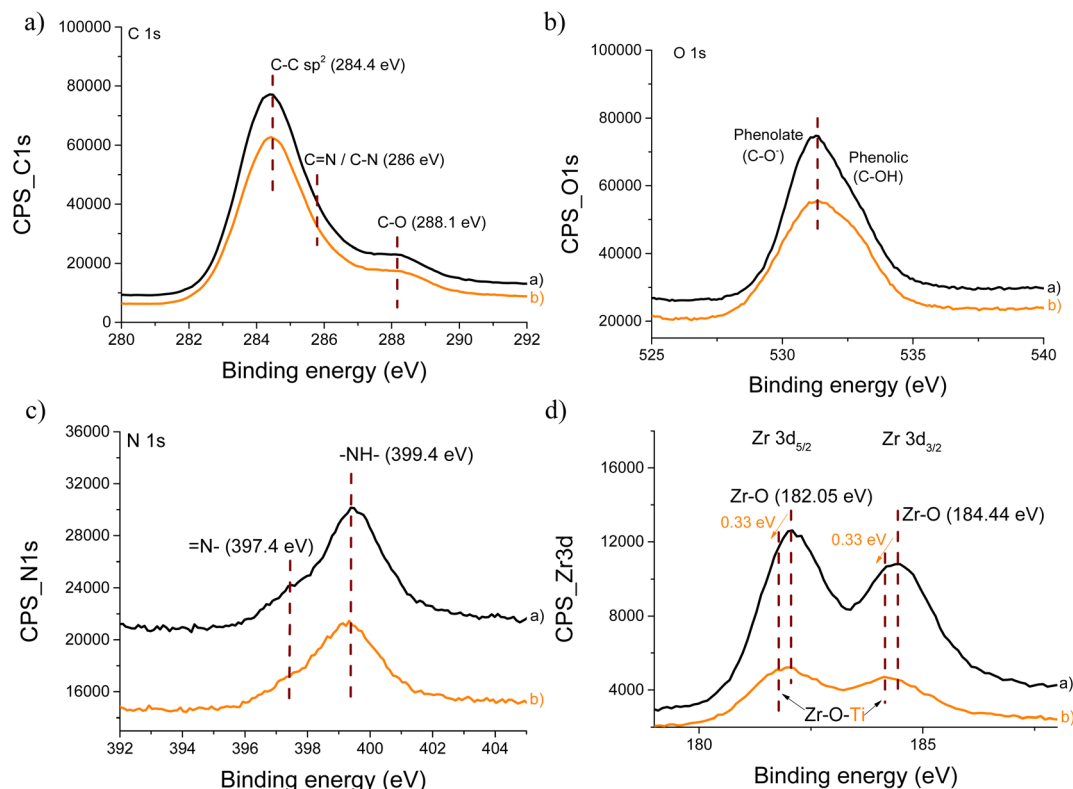 a)
C 1s
100000
80000
60000
40000
20000
0
CPS_C1s
C-C sp² (284.4 eV)
C=N / C-N (286 eV)
C-O (288.1 eV)
a)
b)
280 282 284 286 288 290 292
Binding energy (eV)
b)
O 1s
100000
80000
60000
40000
20000
CPS_O1s
Phenolate
(C-O⁻)
Phenolic
(C-OH)
a)
b)
525 530 535 540
Binding energy (eV)
c)
N 1s
36000
32000
28000
24000
20000
16000
CPS_N1s
-NH- (399.4 eV)
=N- (397.4 eV)
a)
b)
392 394 396 398 400 402 404
Binding energy (eV)
d)
Zr 3d₅/₂ Zr 3d₃/₂
16000
12000
8000
4000
CPS_Zr3d
Zr-O (182.05 eV)
0.33 eV
Zr-O (184.44 eV)
0.33 eV
a)
b)
Zr-O-Ti
180 185
Binding energy (eV)